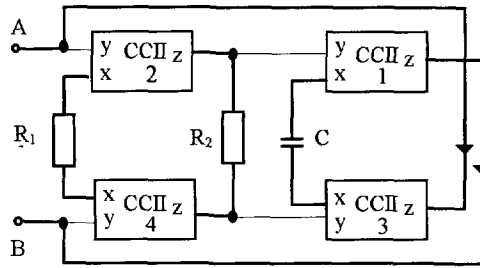 A
y CCII z
x 2
y CCII z
x 1
R₁
R₂
C
x CCII z
y 4
x CCII z
y 3
B